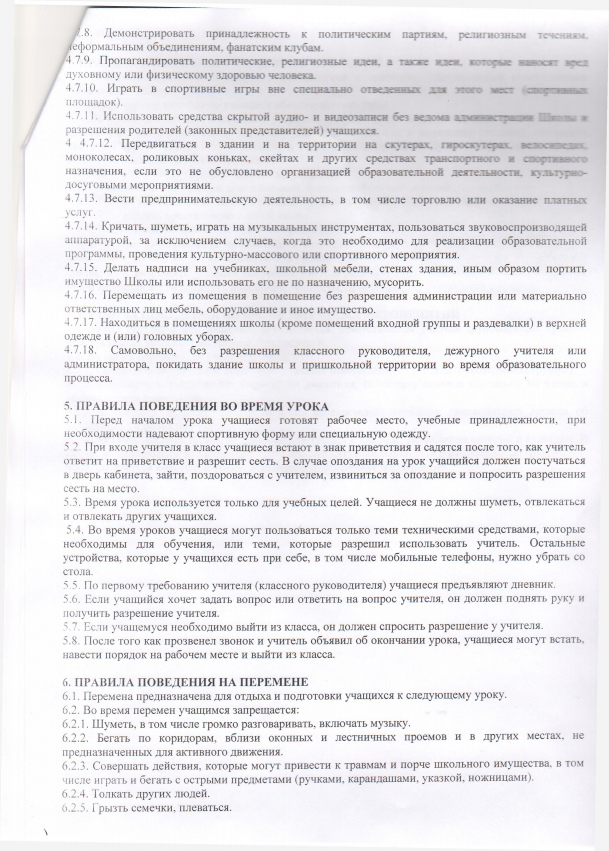 .7.8. Демонстрировать принадлежность к политическим партиям, религиозным течениям,
неформальным объединениям, фанатским клубам.
4.7.9. Пропагандировать политические, религиозные идеи, а также идеи, которые наносят вред
духовному или физическому здоровью человека.
4.7.10. Играть в спортивные игры вне специально отведенных для этого мест (спортивных
площадок).
4.7.11. Использовать средства скрытой аудио- и видеозаписи без ведома администрации Школы и
разрешения родителей (законных представителей) учащихся.
4 4.7.12. Передвигаться в здании и на территории на скутерах, гироскутерах, велосипедах,
моноколесах, роликовых коньках, скейтах и других средствах транспортного и спортивного
назначения, если это не обусловлено организацией образовательной деятельности, культурно-
досуговыми мероприятиями.
4.7.13. Вести предпринимательскую деятельность, в том числе торговлю или оказание платных
услуг.
4.7.14. Кричать, шуметь, играть на музыкальных инструментах, пользоваться звуковоспроизводящей
аппаратурой, за исключением случаев, когда это необходимо для реализации образовательной
программы, проведения культурно-массового или спортивного мероприятия.
4.7.15. Делать надписи на учебниках, школьной мебели, стенах здания, иным образом портить
имущество Школы или использовать его не по назначению, мусорить.
4.7.16. Перемещать из помещения в помещение без разрешения администрации или материально
ответственных лиц мебель, оборудование и иное имущество.
4.7.17. Находиться в помещениях школы (кроме помещений входной группы и раздевалки) в верхней
одежде и (или) головных уборах.
4.7.18. Самовольно, без разрешения классного руководителя, дежурного учителя или
администратора, покидать здание школы и пришкольной территории во время образовательного
процесса.
5. ПРАВИЛА ПОВЕДЕНИЯ ВО ВРЕМЯ УРОКА
5.1. Перед началом урока учащиеся готовят рабочее место, учебные принадлежности, при
необходимости надевают спортивную форму или специальную одежду.
5.2. При входе учителя в класс учащиеся встают в знак приветствия и садятся после того, как учитель
ответит на приветствие и разрешит сесть. В случае опоздания на урок учащийся должен постучаться
в дверь кабинета, зайти, поздороваться с учителем, извиниться за опоздание и попросить разрешения
сесть на место.
5.3. Время урока используется только для учебных целей. Учащиеся не должны шуметь, отвлекаться
и отвлекать других учащихся.
5.4. Во время уроков учащиеся могут пользоваться только теми техническими средствами, которые
необходимы для обучения, или теми, которые разрешил использовать учитель. Остальные
устройства, которые у учащихся есть при себе, в том числе мобильные телефоны, нужно убрать со
стола.
5.5. По первому требованию учителя (классного руководителя) учащиеся предъявляют дневник.
5.6. Если учащийся хочет задать вопрос или ответить на вопрос учителя, он должен поднять руку и
получить разрешение учителя.
5.7. Если учащемуся необходимо выйти из класса, он должен спросить разрешение у учителя.
5.8. После того как прозвенел звонок и учитель объявил об окончании урока, учащиеся могут встать,
навести порядок на рабочем месте и выйти из класса.
6. ПРАВИЛА ПОВЕДЕНИЯ НА ПЕРЕМЕНЕ
6.1. Перемена предназначена для отдыха и подготовки учащихся к следующему уроку.
6.2. Во время перемен учащимся запрещается:
6.2.1. Шуметь, в том числе громко разговаривать, включать музыку.
6.2.2. Бегать по коридорам, вблизи оконных и лестничных проемов и в других местах, не
предназначенных для активного движения.
6.2.3. Совершать действия, которые могут привести к травмам и порче школьного имущества, в том
числе играть и бегать с острыми предметами (ручками, карандашами, указкой, ножницами).
6.2.4. Толкать других людей.
6.2.5. Грызть семечки, плеваться.